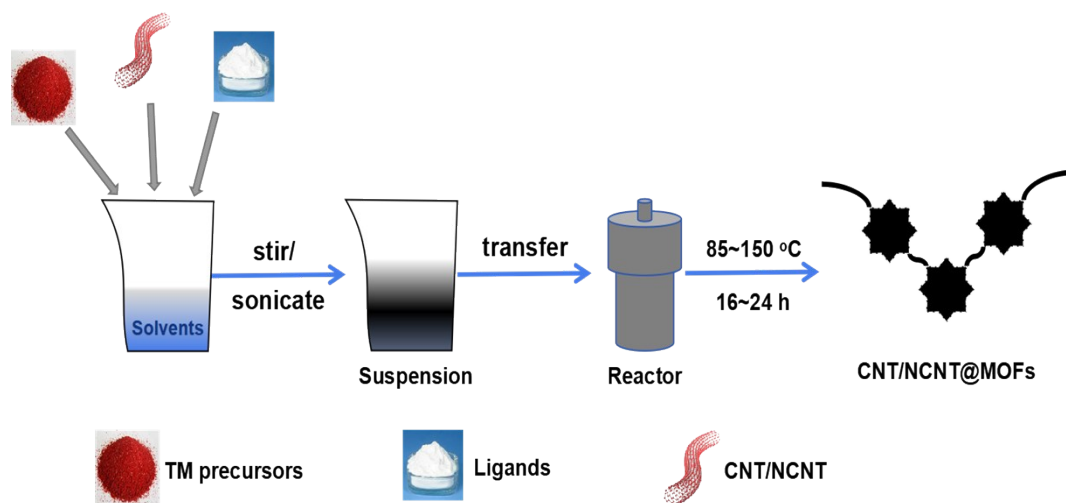 Solvents
stir/
sonicate
Suspension
transfer
Reactor
85~150 °C
16~24 h
CNT/NCNT@MOFs
TM precursors
Ligands
CNT/NCNT